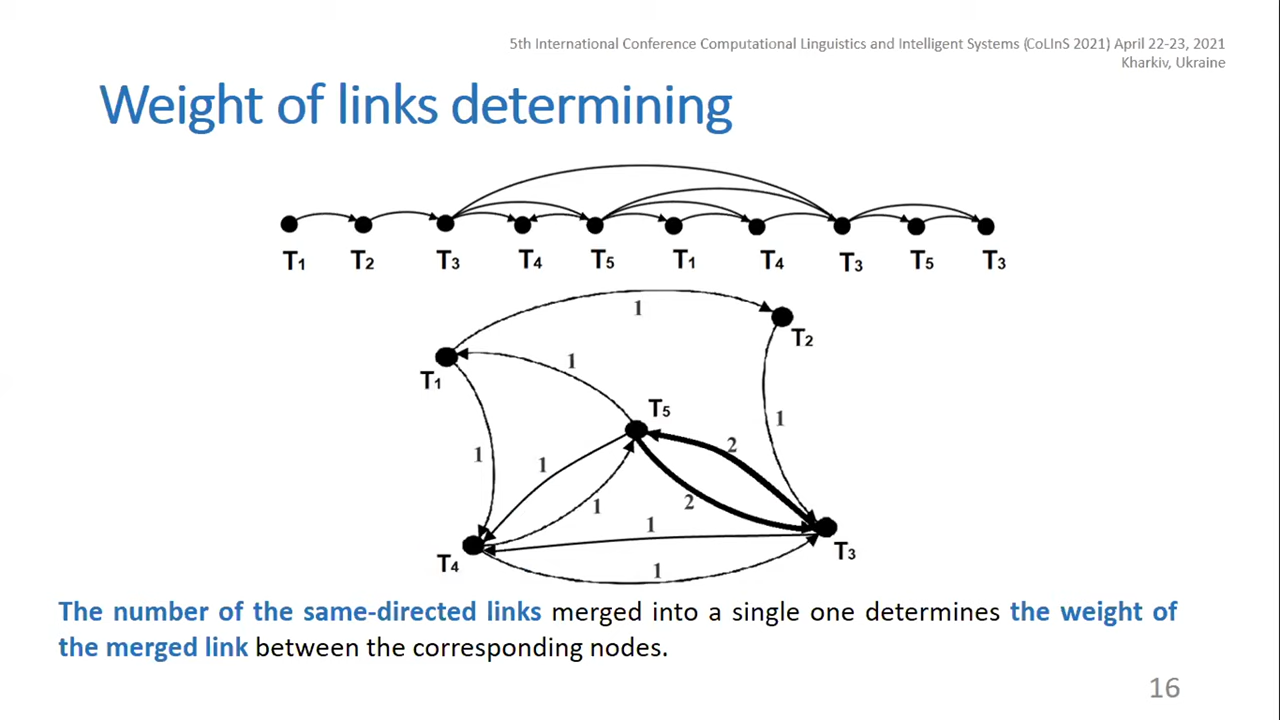 5th International Conference Computational Linguistics and Intelligent Systems (CoLInS 2021) April 22-23, 2021
Kharkiv, Ukraine
Weight of links determining
T1 T2 T3 T4 T5 T1 T4 T3 T5 T3
1
T2
1
T1
T5
1
2
1
1
1
2
1
T3
T4
1
The number of the same-directed links merged into a single one determines the weight of
the merged link between the corresponding nodes.
16